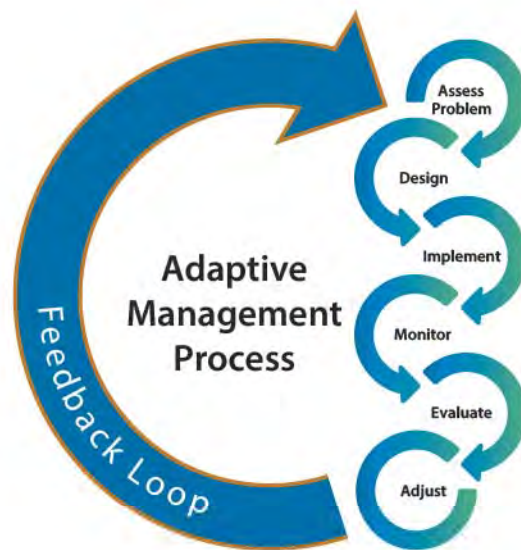 Assess
Problem
Design
Implement
Adaptive
Management
Process
Monitor
Evaluate
Adjust
Feedback Loop